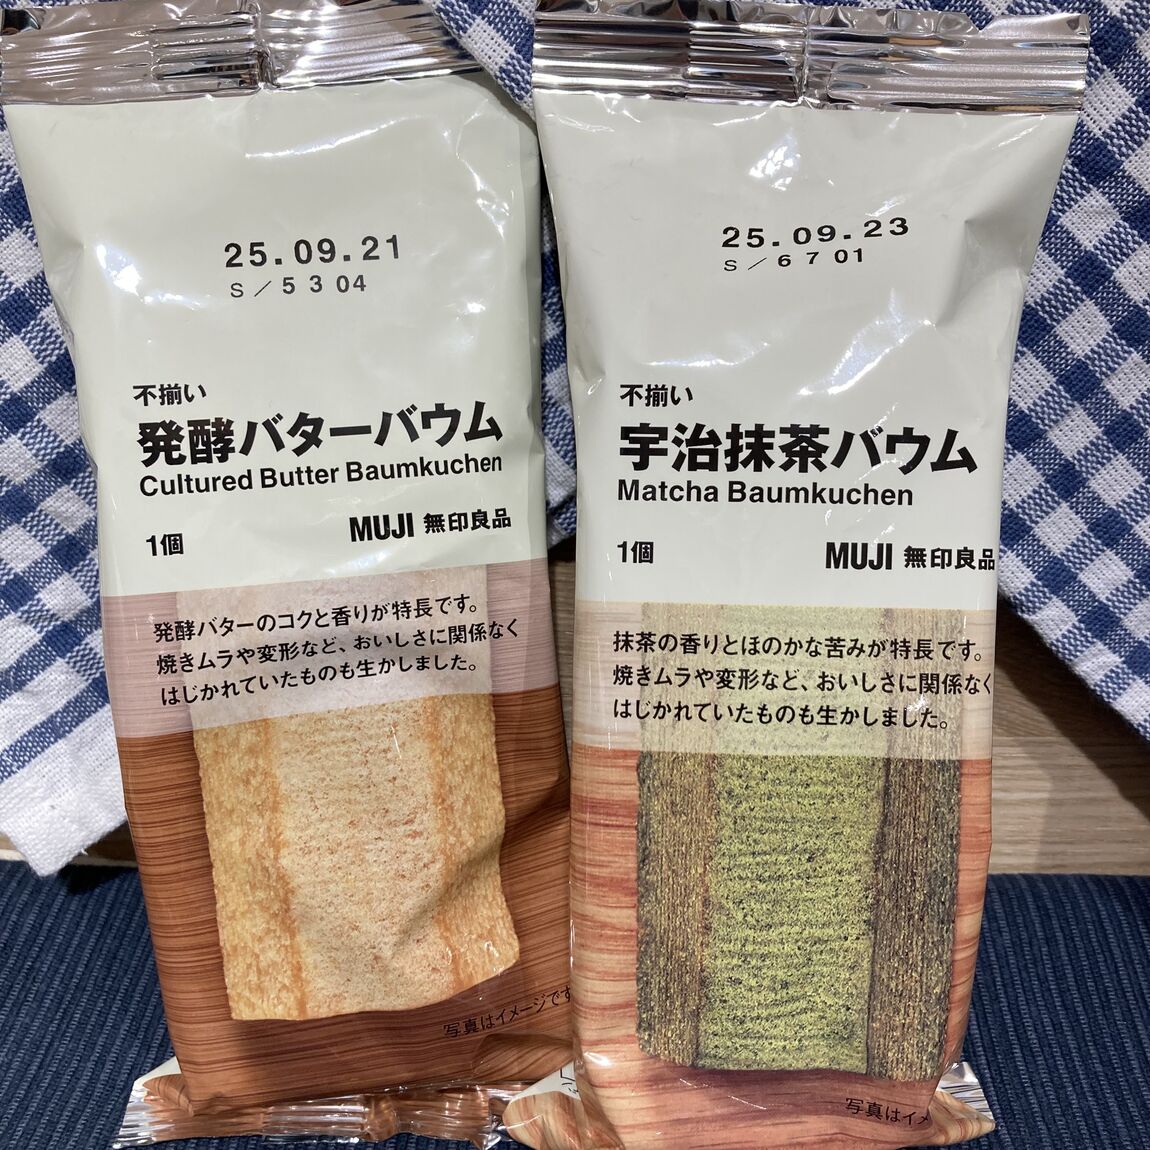 25.09.21
S/5304
不揃い
発酵バターバウム
Cultured Butter Baumkuchen
1個
MUJI 無印良品
発酵バターのコクと香りが特長です。
焼きムラや変形など、おいしさに関係なく
はじかれていたものも生かしました。
写真はイメージです
25.09.23
S/6701
不揃い
宇治抹茶バウム
Matcha Baumkuchen
1個
MUJI 無印良品
抹茶の香りとほのかな苦みが特長です。
焼きムラや変形など、おいしさに関係なく
はじかれていたものも生かしました。
写真はイメ